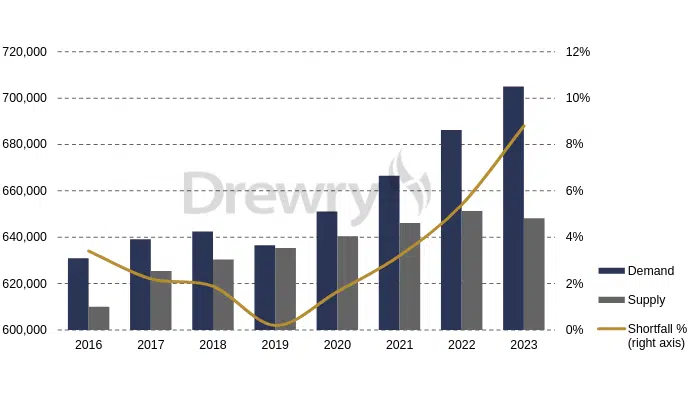 720,000
12%
700,000
10%
680,000
8%
Drewry
660,000
6%
640,000
4%
620,000
2%
600,000
0%
2016 2017 2018 2019 2020 2021 2022 2023
Demand
Supply
Shortfall %
(right axis)